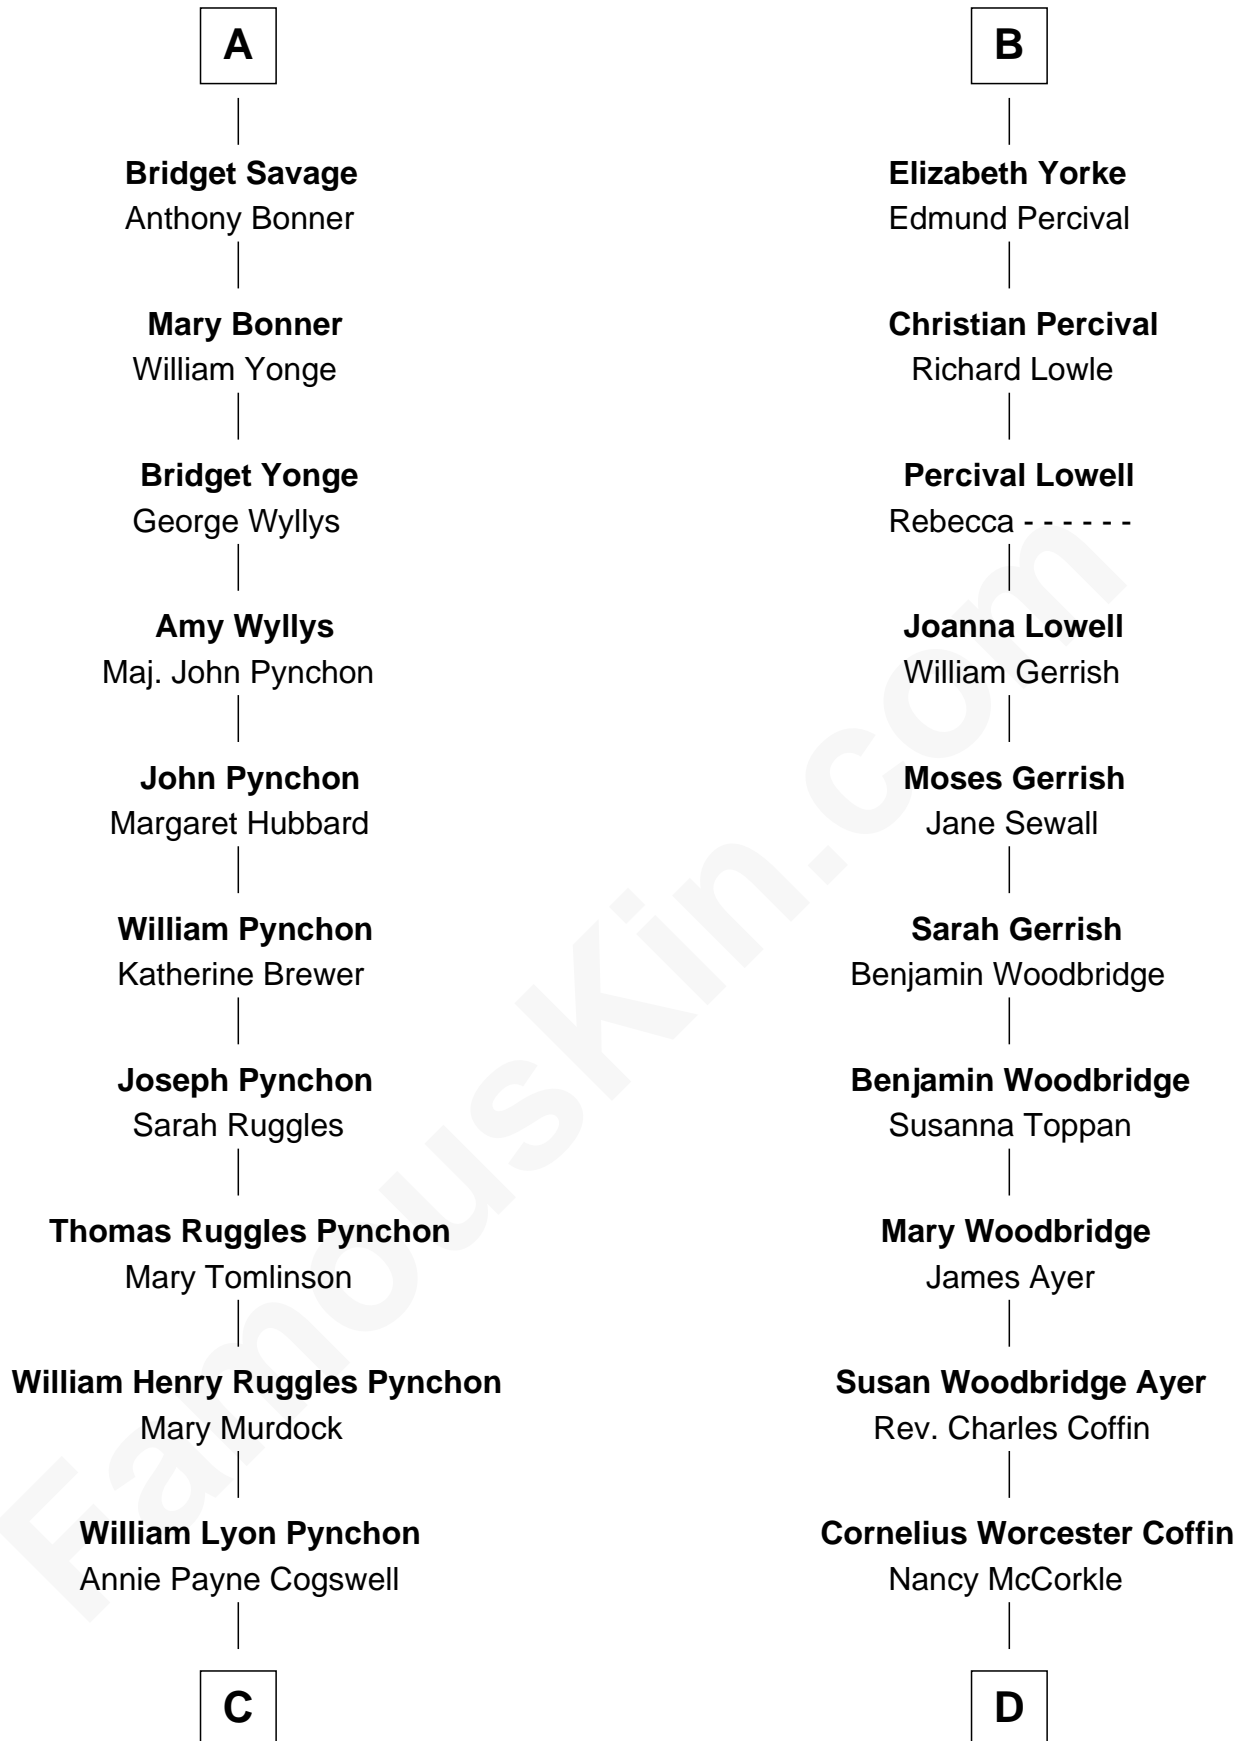 A
Bridget Savage
Anthony Bonner
Mary Bonner
William Yonge
Bridget Yonge
George Wyllys
Amy Wyllys
Maj. John Pynchon
John Pynchon
Margaret Hubbard
William Pynchon
Katherine Brewer
Joseph Pynchon
Sarah Ruggles
Thomas Ruggles Pynchon
Mary Tomlinson
William Henry Ruggles Pynchon
Mary Murdock
William Lyon Pynchon
Annie Payne Cogswell
C
B
Elizabeth Yorke
Edmund Percival
Christian Percival
Richard Lowle
Percival Lowell
Rebecca - - - - - -
Joanna Lowell
William Gerrish
Moses Gerrish
Jane Sewall
Sarah Gerrish
Benjamin Woodbridge
Benjamin Woodbridge
Susanna Toppan
Mary Woodbridge
James Ayer
Susan Woodbridge Ayer
Rev. Charles Coffin
Cornelius Worcester Coffin
Nancy McCorkle
D
FamousKin.com